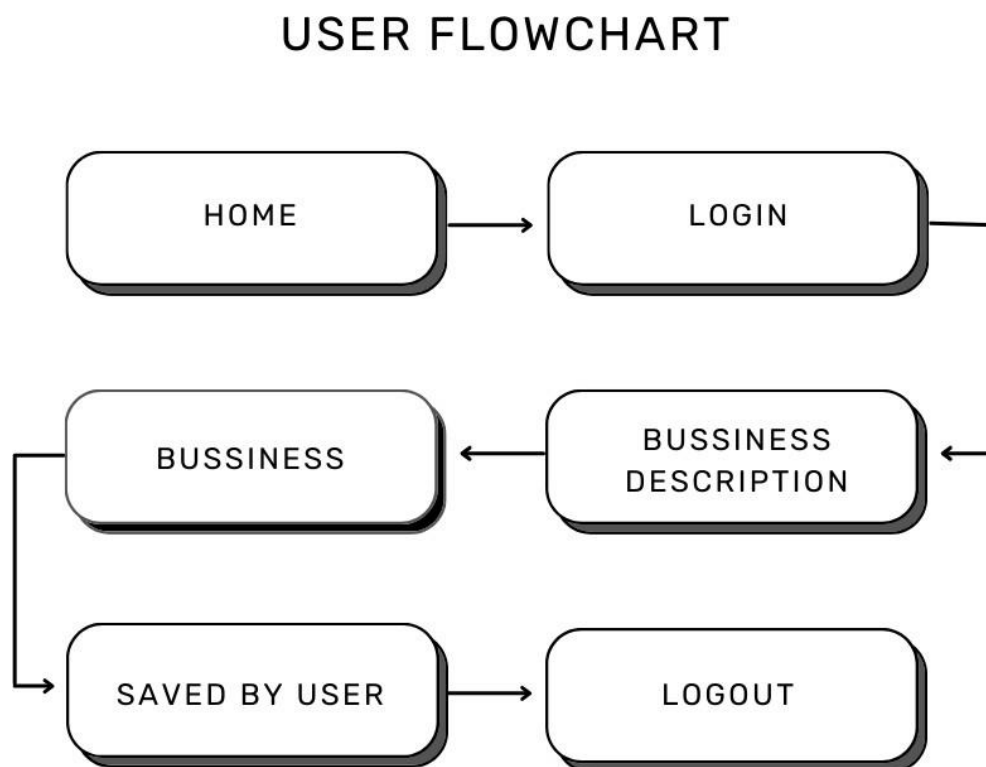 USER FLOWCHART
HOME
LOGIN
BUSSINESS
BUSSINESS
DESCRIPTION
SAVED BY USER
LOGOUT